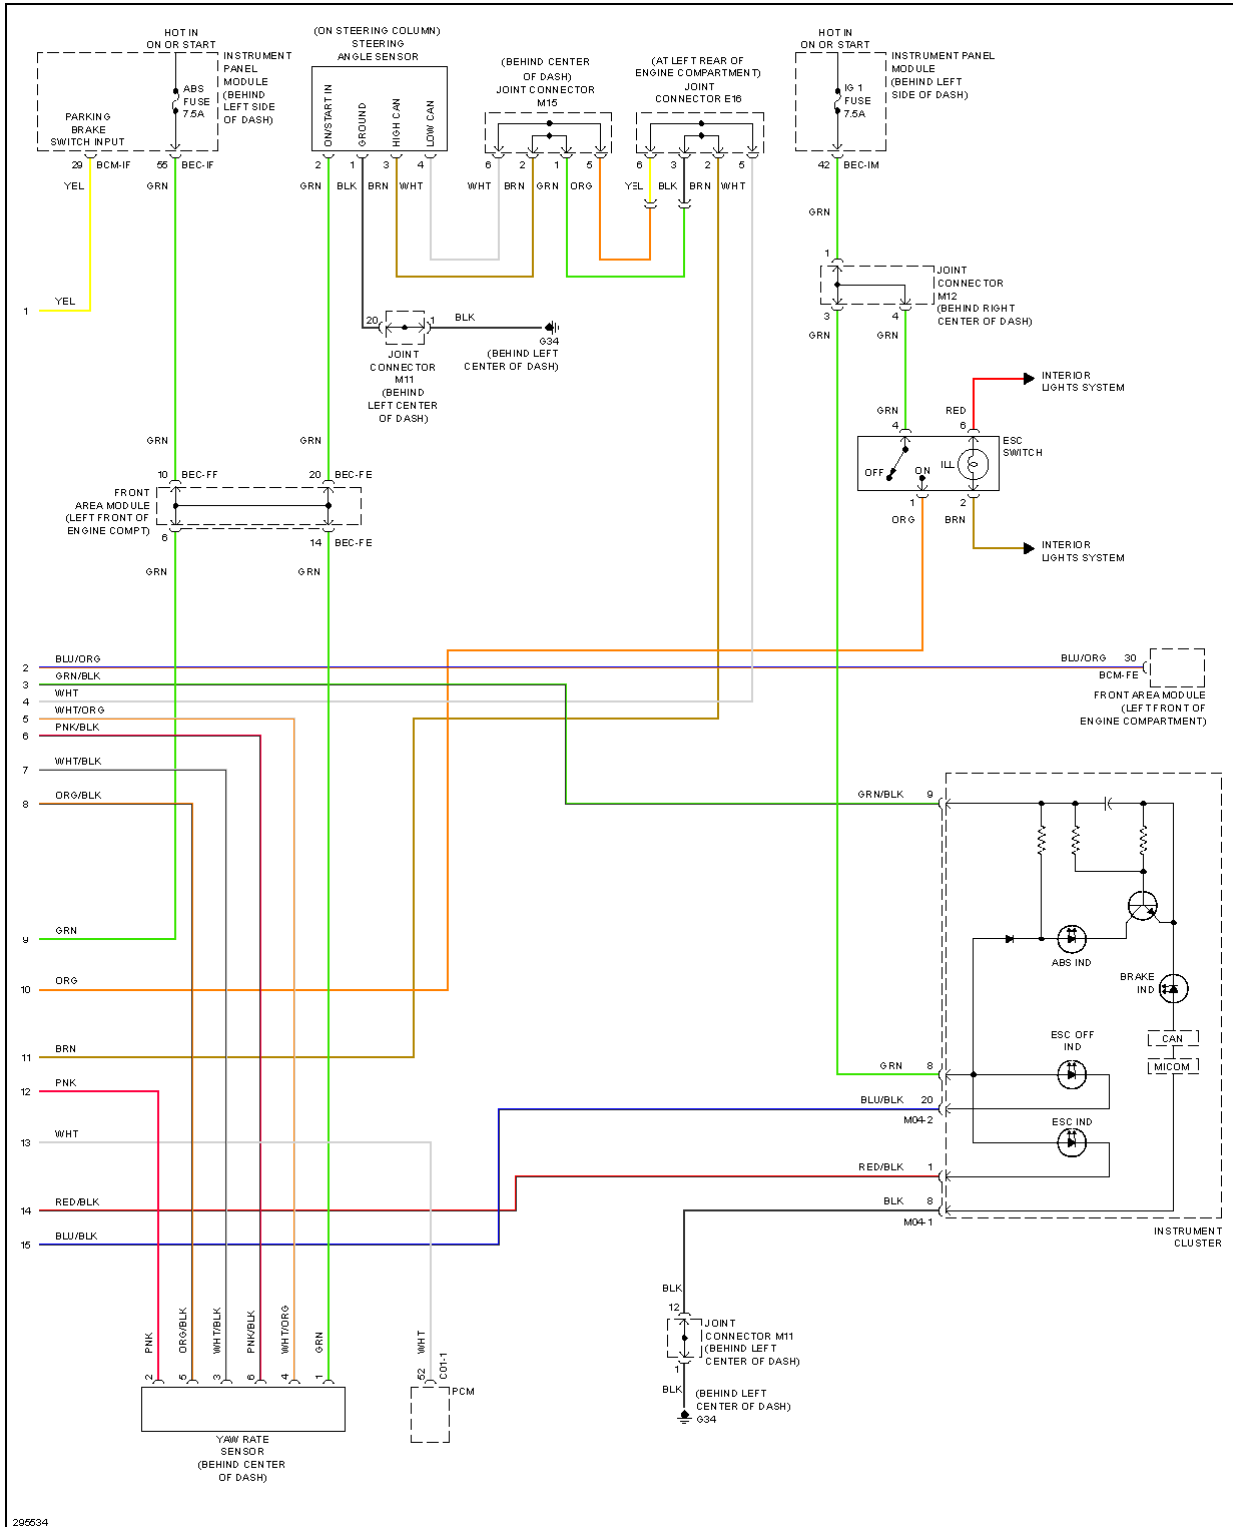 HOT IN
ON OR START
INSTRUMENT
PANEL
MODULE
(BEHIND
LEFT SIDE
OF DASH)
ABS
FUSE
7.5A
PARKING
BRAKE
SWITCH INPUT
29 BCM-IF
55 BEC-IF
YEL
GRN
(ON STEERING COLUMN)
STEERING
ANGLE SENSOR
ON/START IN
GROUND
HIGH CAN
LOW CAN
2 1 3 4
GRN BLK BRN WHT
(BEHIND CENTER
OF DASH)
JOINT CONNECTOR
M15
6 2 1 5
WHT BRN GRN ORG
(AT LEFT REAR OF
ENGINE COMPARTMENT)
JOINT
CONNECTOR E16
6 3 2 5
YEL BLK BRN WHT
HOT IN
ON OR START
INSTRUMENT PANEL
MODULE
(BEHIND LEFT
SIDE OF DASH)
IG 1
FUSE
7.5A
42 BEC-IM
GRN
1
JOINT
CONNECTOR
M12
(BEHIND RIGHT
CENTER OF DASH)
3 4
GRN GRN
1 YEL
20 1 BLK
G34
(BEHIND LEFT
CENTER OF DASH)
JOINT
CONNECTOR
M11
(BEHIND
LEFT CENTER
OF DASH)
INTERIOR
LIGHTS SYSTEM
GRN RED
4 6
ESC
SWITCH
OFF
ON
ILL
1 2
ORG BRN
INTERIOR
LIGHTS SYSTEM
GRN GRN
10 BEC-FF
20 BEC-FE
FRONT
AREA MODULE
(LEFT FRONT OF
ENGINE COMPT)
6
14 BEC-FE
GRN GRN
2 BLU/ORG
BLU/ORG 30
BCM-FE
FRONT AREA MODULE
(LEFT FRONT OF
ENGINE COMPARTMENT)
3 GRN/BLK
4 WHT
5 WHT/ORG
6 PNK/BLK
7 WHT/BLK
8 ORG/BLK
GRN/BLK 9
9 GRN
ABS IND
BRAKE
IND
10 ORG
CAN
MICOM
ESC OFF
IND
11 BRN
GRN 8
12 PNK
BLU/BLK 20
M04-2
ESC IND
13 WHT
RED/BLK 1
14 RED/BLK
BLK 8
M04-1
15 BLU/BLK
INSTRUMENT
CLUSTER
BLK
12
JOINT
CONNECTOR M11
(BEHIND LEFT
CENTER OF DASH)
1
BLK
(BEHIND LEFT
CENTER OF DASH)
G34
PNK
ORG/BLK
WHT/BLK
PNK/BLK
WHT/ORG
GRN
WHT
2 5 3 6 4 1
52 C01-1
PCM
YAW RATE
SENSOR
(BEHIND CENTER
OF DASH)
295534